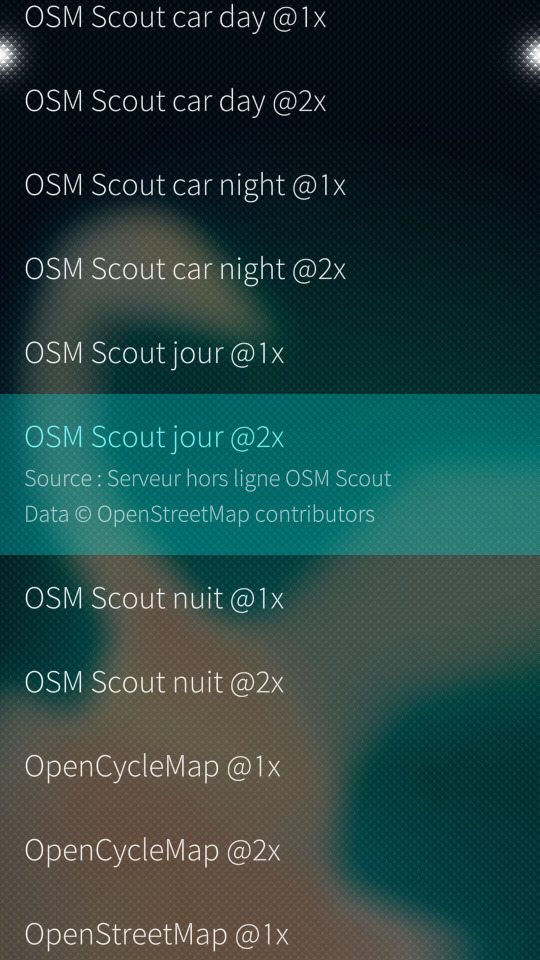 OSM Scout car day @1x
OSM Scout car day @2x
OSM Scout car night @1x
OSM Scout car night @2x
OSM Scout jour @1x
OSM Scout jour @2x
Source : Serveur hors ligne OSM Scout
Data © OpenStreetMap contributors
OSM Scout nuit @1x
OSM Scout nuit @2x
OpenCycleMap @1x
OpenCycleMap @2x
OpenStreetMap @1x